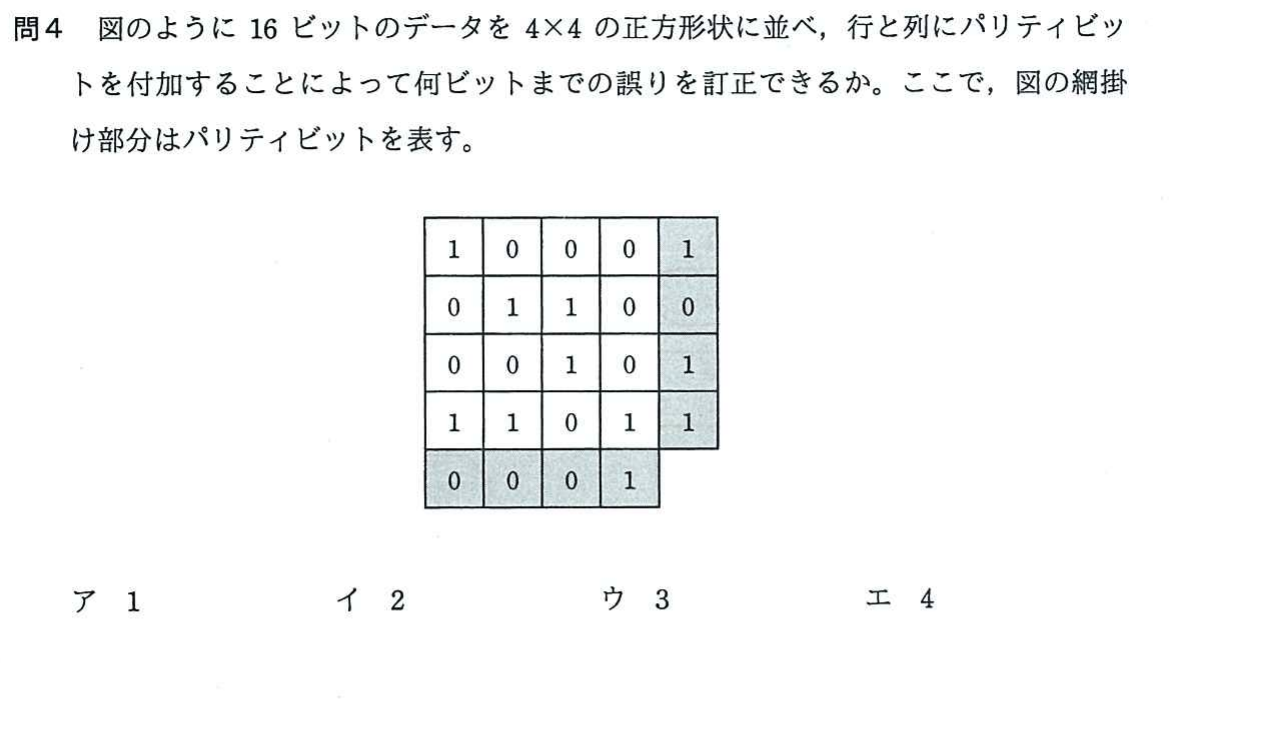 問4 図のように 16 ビットのデータを 4×4 の正方形状に並べ，行と列にパリティビッ
トを付加することによって何ビットまでの誤りを訂正できるか。ここで，図の網掛
け部分はパリティビットを表す。
1 0 0 0 1
0 1 1 0 0
0 0 1 0 1
1 1 0 1 1
0 0 0 1
ア 1 イ 2 ウ 3 エ 4